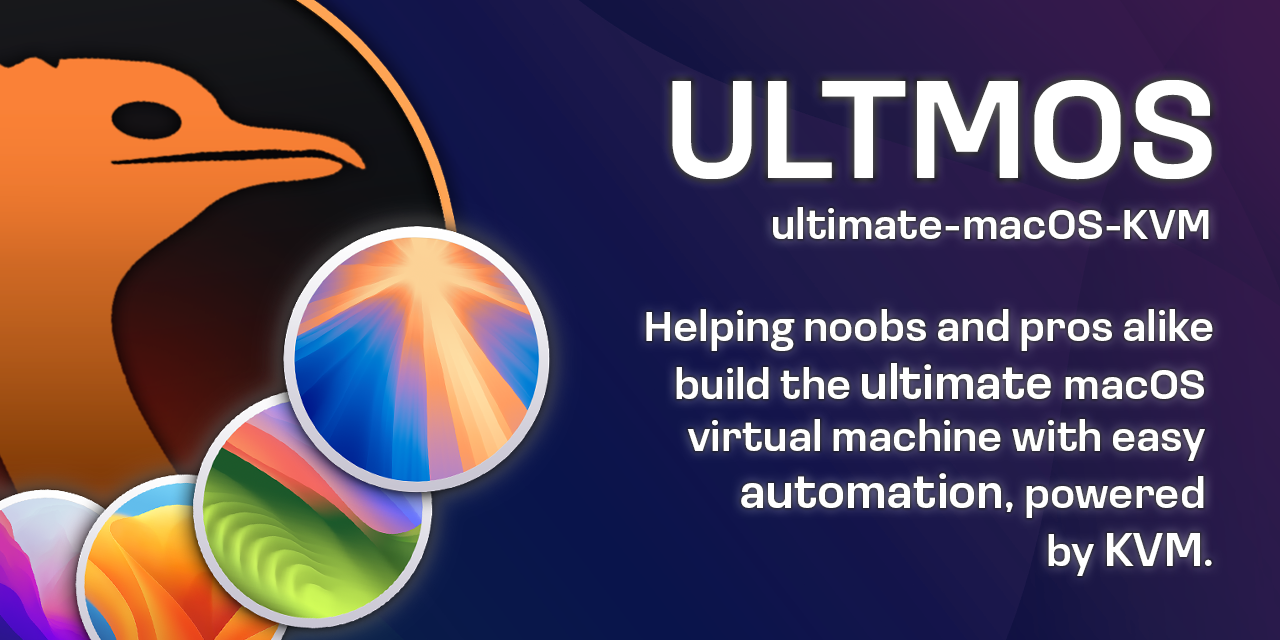 ULTMOS
ultimate-macOS-KVM
Helping noobs and pros alike
build the ultimate macOS
virtual machine with easy
automation, powered
by KVM.